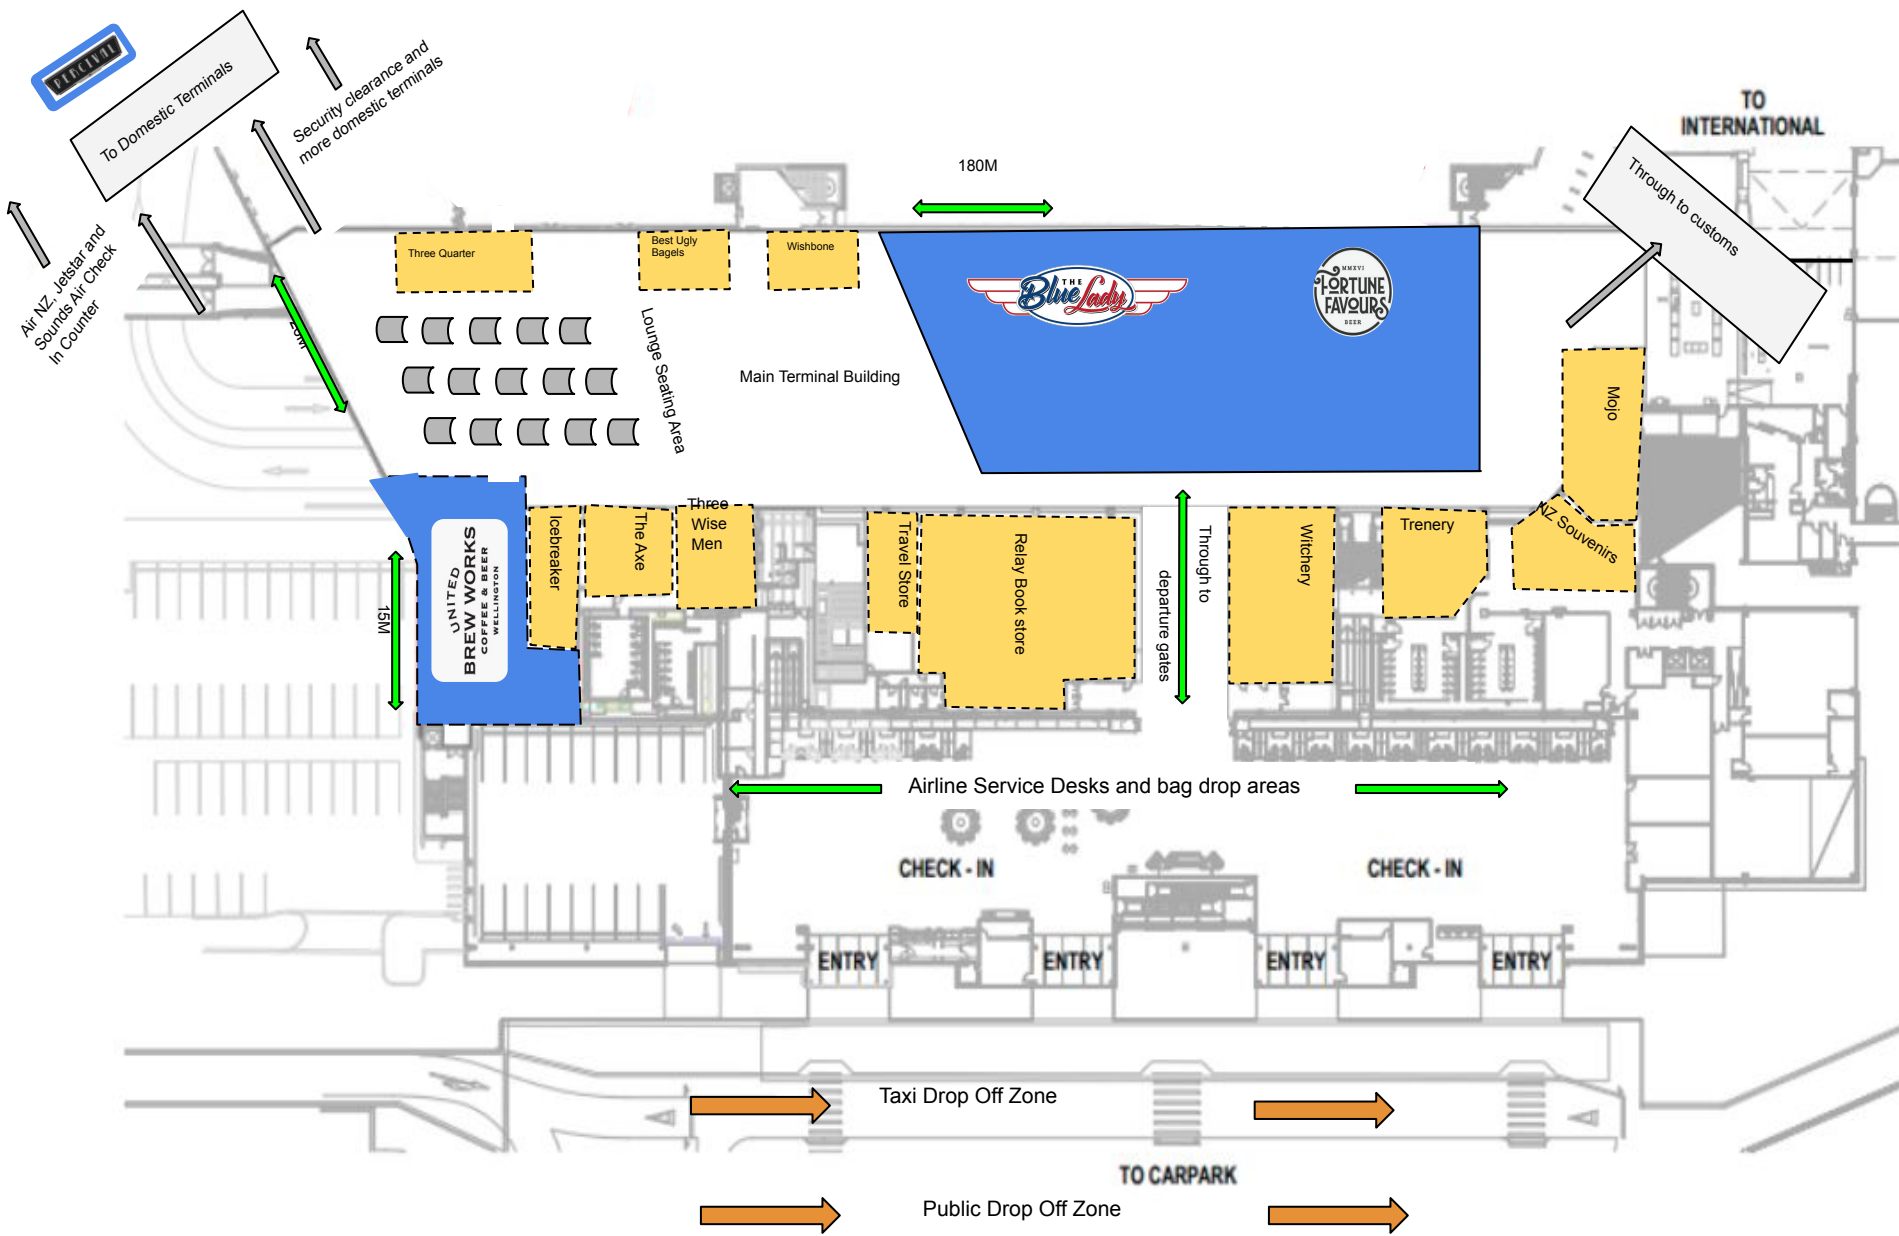 PERCIVAL
To Domestic Terminals
Security clearance and
more domestic terminals
Air NZ, Jetstar and
Sounds Air Check
In Counter
TO
INTERNATIONAL
Through to customs
180M
Three Quarter
Best Ugly
Bagels
Wishbone
THE
Blue Lady
MMXVI
FORTUNE
FAVOURS
BEER
Lounge Seating Area
Main Terminal Building
Mojo
15M
UNITED
BREW WORKS
COFFEE & BEER
WELLINGTON
Icebreaker
The Axe
Three
Wise
Men
Travel Store
Relay Book store
Through to
departure gates
Witchery
Trenery
NZ Souvenirs
Airline Service Desks and bag drop areas
CHECK - IN
CHECK - IN
ENTRY
ENTRY
ENTRY
ENTRY
Taxi Drop Off Zone
TO CARPARK
Public Drop Off Zone